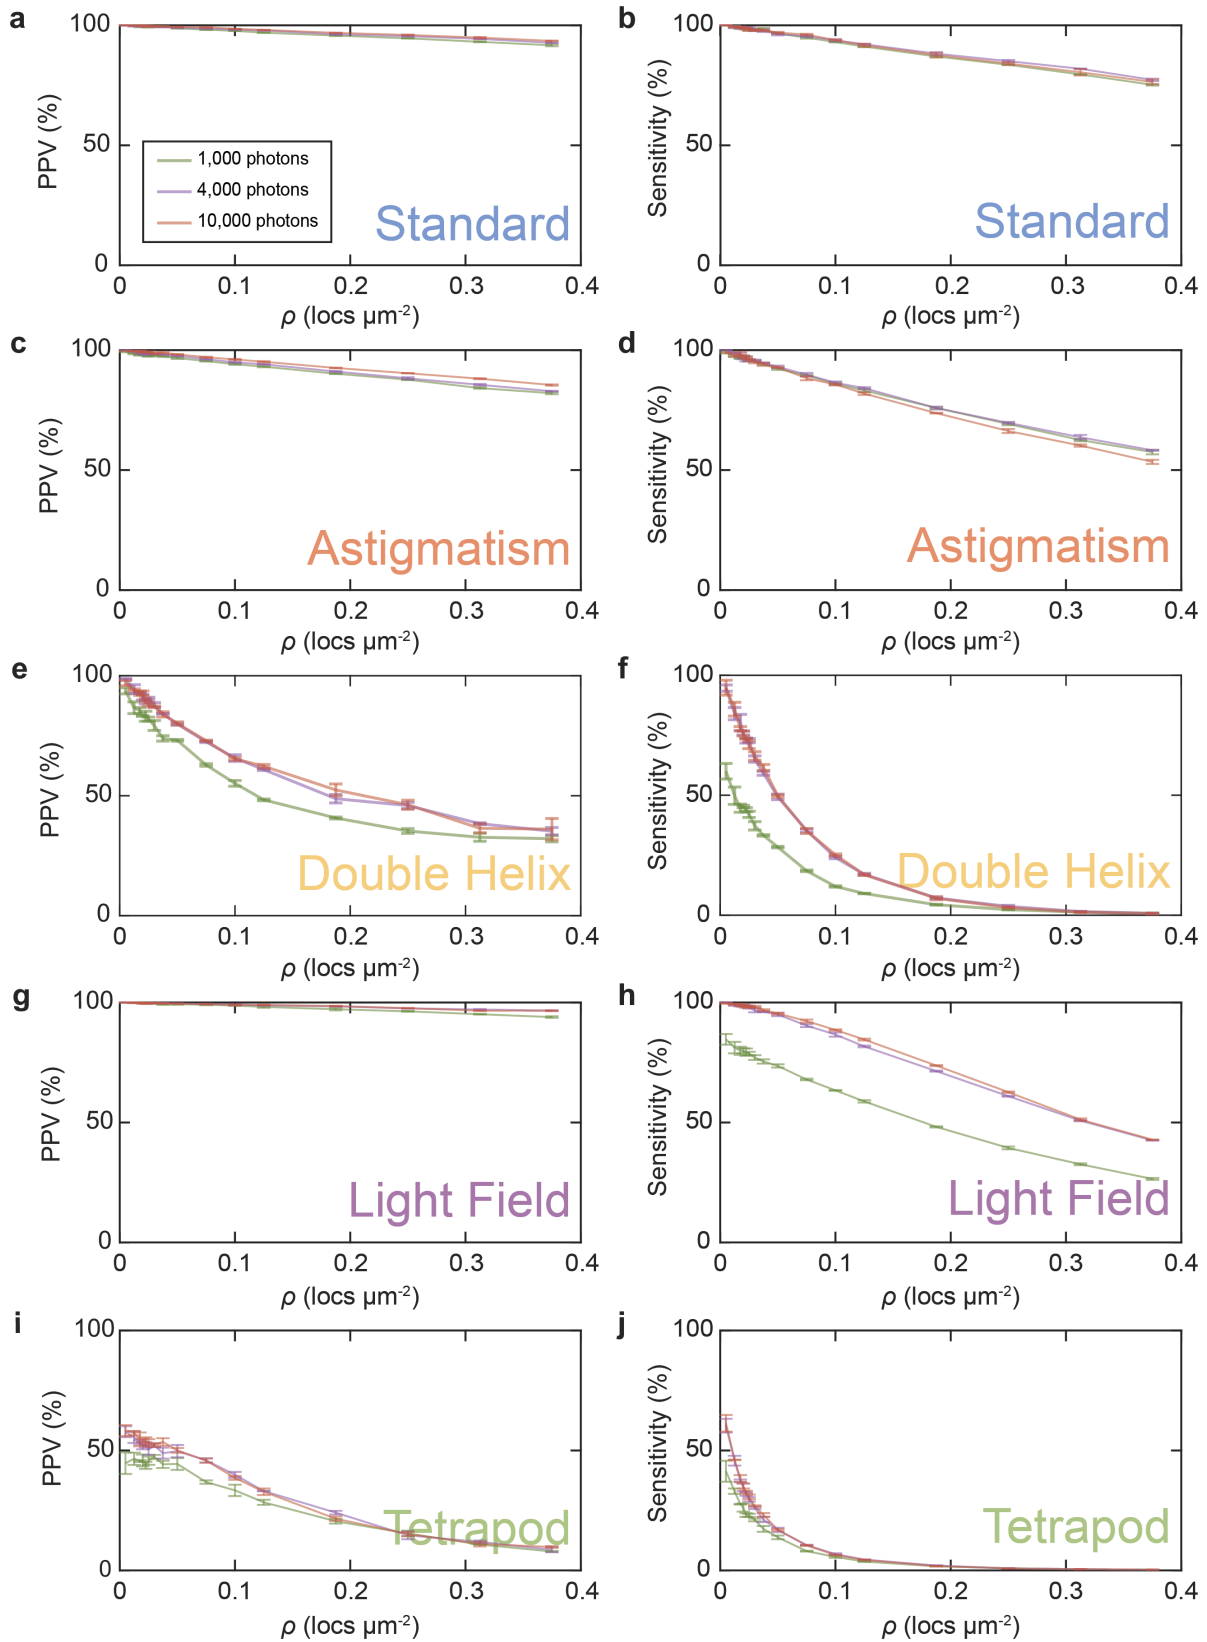 a
100
50
0
PPV (%)
1,000 photons
4,000 photons
10,000 photons
Standard
0 0.1 0.2 0.3 0.4
ρ (locs µm⁻²)
b
100
50
0
Sensitivity (%)
Standard
0 0.1 0.2 0.3 0.4
ρ (locs µm⁻²)
c
100
50
0
PPV (%)
Astigmatism
0 0.1 0.2 0.3 0.4
ρ (locs µm⁻²)
d
100
50
0
Sensitivity (%)
Astigmatism
0 0.1 0.2 0.3 0.4
ρ (locs µm⁻²)
e
100
50
0
PPV (%)
Double Helix
0 0.1 0.2 0.3 0.4
ρ (locs µm⁻²)
f
100
50
0
Sensitivity (%)
Double Helix
0 0.1 0.2 0.3 0.4
ρ (locs µm⁻²)
g
100
50
0
PPV (%)
Light Field
0 0.1 0.2 0.3 0.4
ρ (locs µm⁻²)
h
100
50
0
Sensitivity (%)
Light Field
0 0.1 0.2 0.3 0.4
ρ (locs µm⁻²)
i
100
50
0
PPV (%)
Tetrapod
0 0.1 0.2 0.3 0.4
ρ (locs µm⁻²)
j
100
50
0
Sensitivity (%)
Tetrapod
0 0.1 0.2 0.3 0.4
ρ (locs µm⁻²)